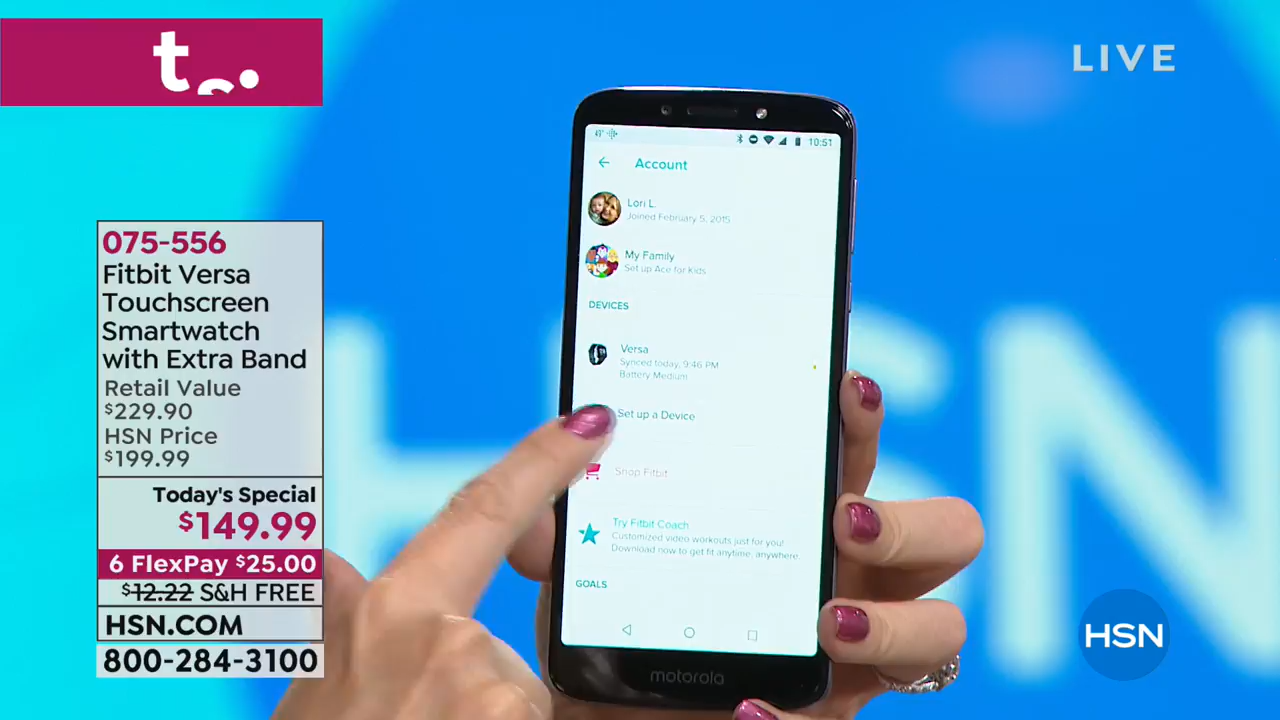 t
LIVE
075-556
Fitbit Versa
Touchscreen
Smartwatch
with Extra Band
Retail Value
$229.90
HSN Price
$199.99
Today's Special
$149.99
6 FlexPay $25.00
$12.22 S&H FREE
HSN.COM
800-284-3100
49°
10:51
Account
Lori L.
Joined February 5, 2015
My Family
Set up Ace for Kids
DEVICES
Versa
Synced today, 9:46 PM
Battery Medium
Set up a Device
Shop Fitbit
Try Fitbit Coach
Customized video workouts just for you!
Download now to get fit anytime, anywhere.
GOALS
motorola
HSN
HSN